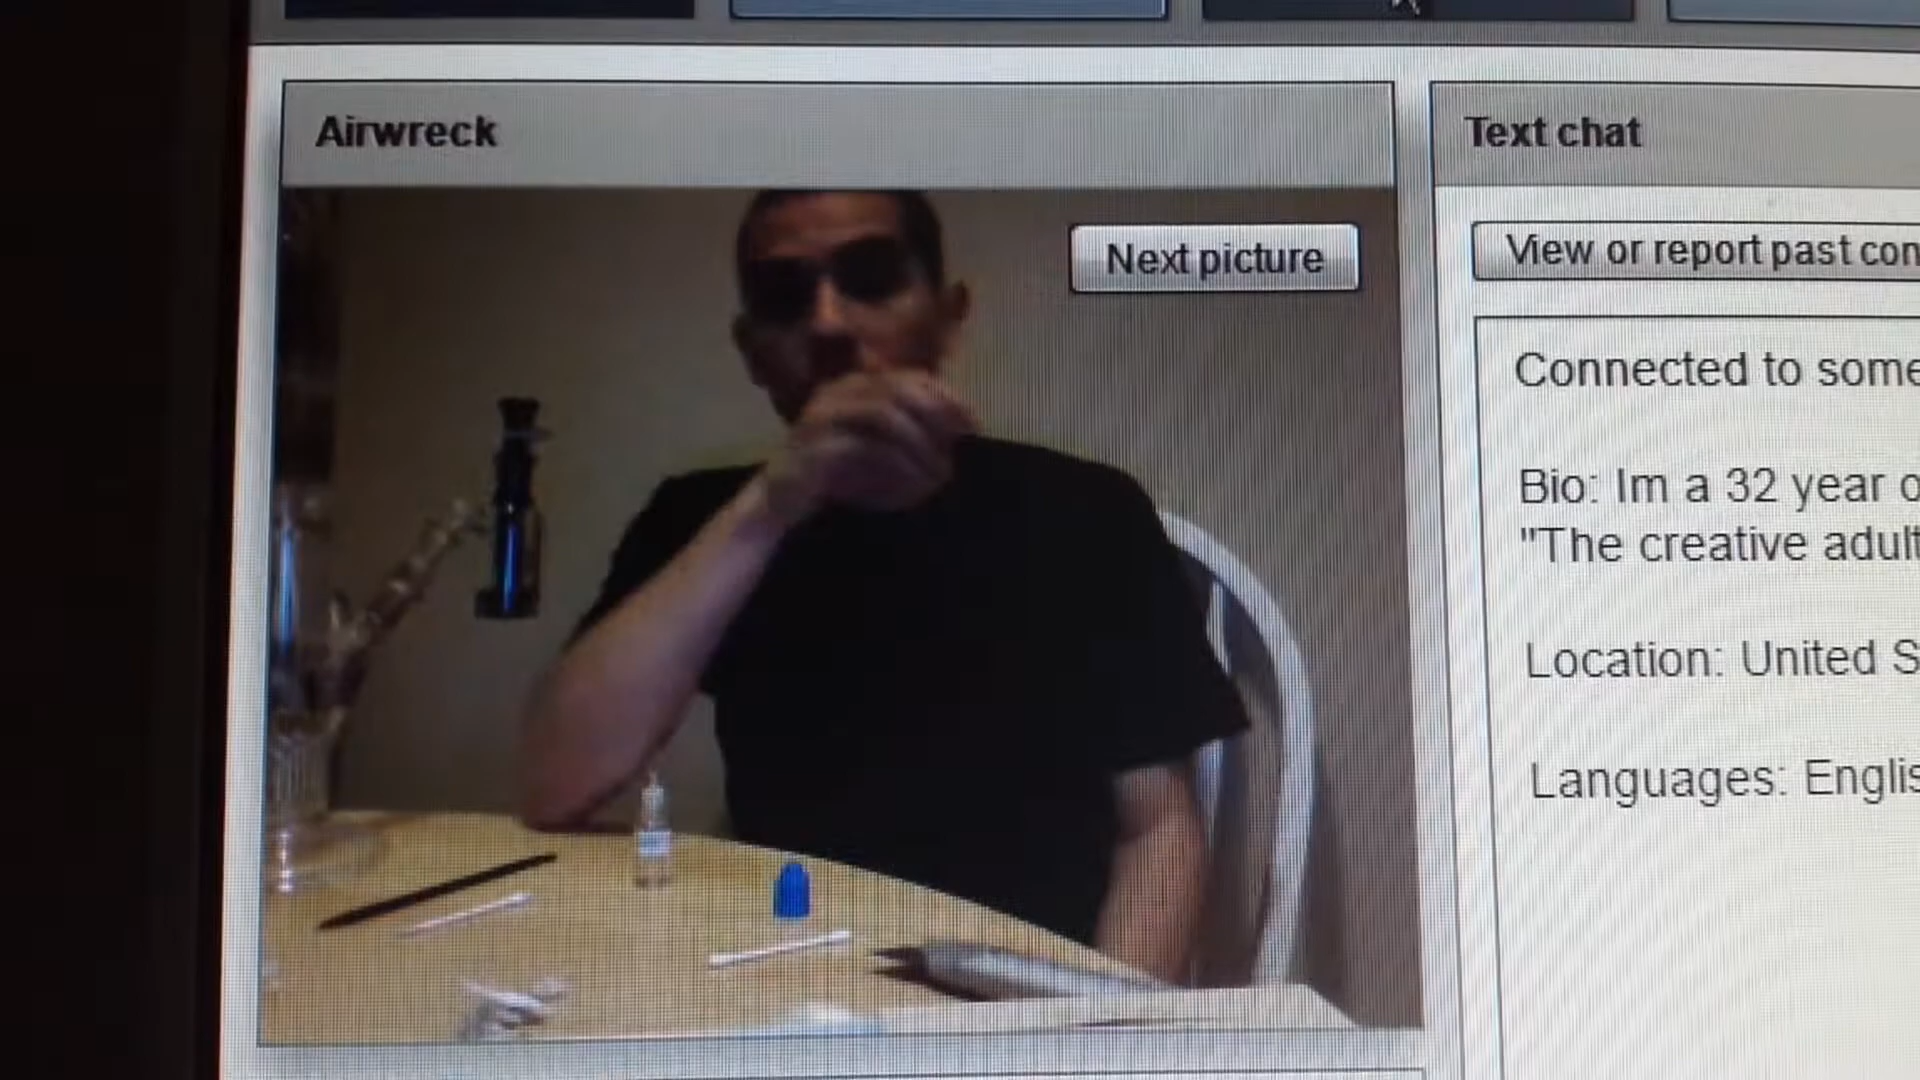 Airwreck
Text chat
Next picture
View or report past con
Connected to some
Bio: Im a 32 year o
"The creative adult
Location: United S
Languages: Englis